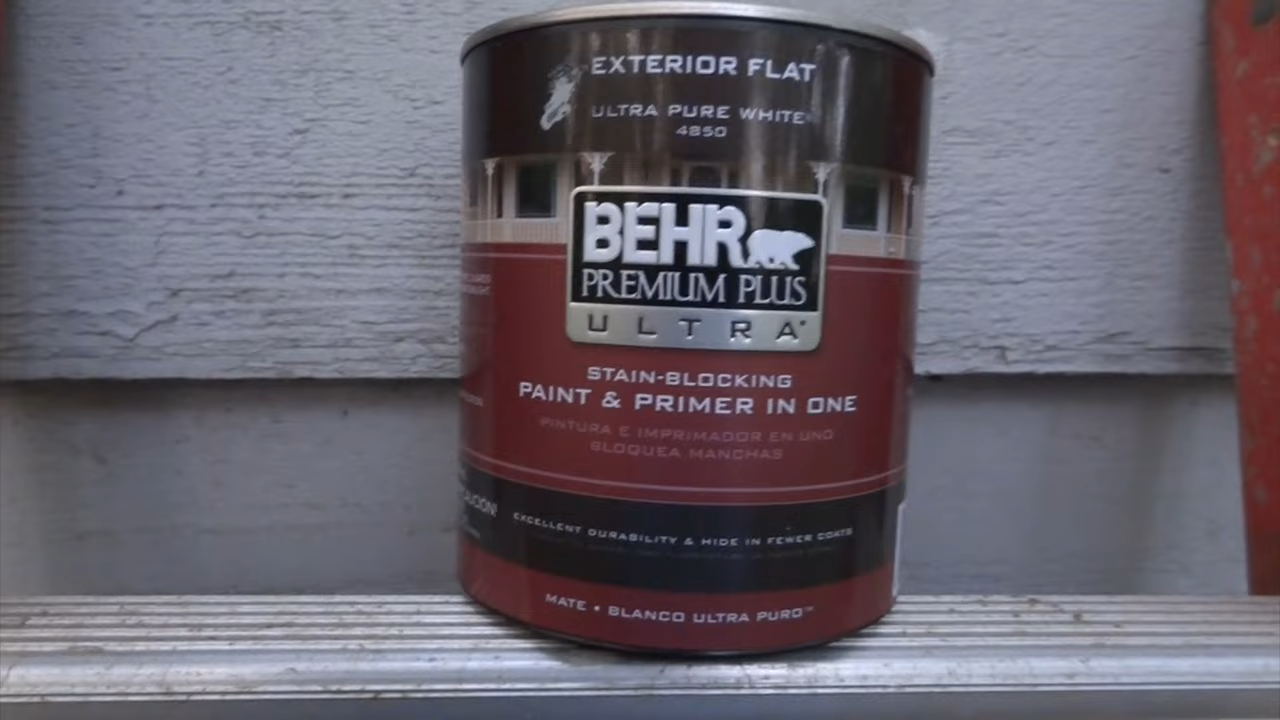 EXTERIOR FLAT
ULTRA PURE WHITE
4850
BEHR
PREMIUM PLUS
ULTRA
STAIN-BLOCKING
PAINT & PRIMER IN ONE
PINTURA E IMPRIMADOR EN UNO
BLOQUEA MANCHAS
EXCELLENT DURABILITY & HIDE IN FEWER COATS
MATE • BLANCO ULTRA PURO™